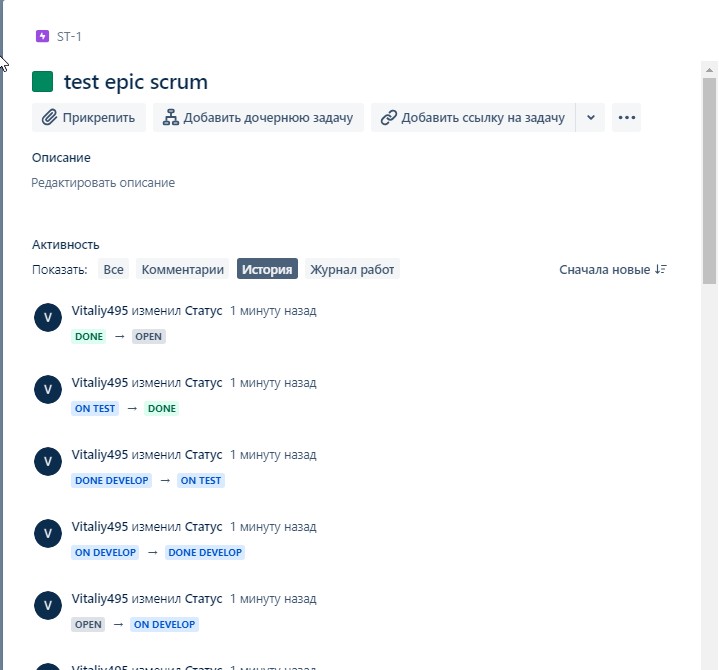 ST-1
test epic scrum
Прикрепить Добавить дочернюю задачу Добавить ссылку на задачу
Описание
Редактировать описание
Активность
Показать: Все Комментарии История Журнал работ Сначала новые
V Vitaliy495 изменил Статус 1 минуту назад
DONE → OPEN
V Vitaliy495 изменил Статус 1 минуту назад
ON TEST → DONE
V Vitaliy495 изменил Статус 1 минуту назад
DONE DEVELOP → ON TEST
V Vitaliy495 изменил Статус 1 минуту назад
ON DEVELOP → DONE DEVELOP
V Vitaliy495 изменил Статус 1 минуту назад
OPEN → ON DEVELOP